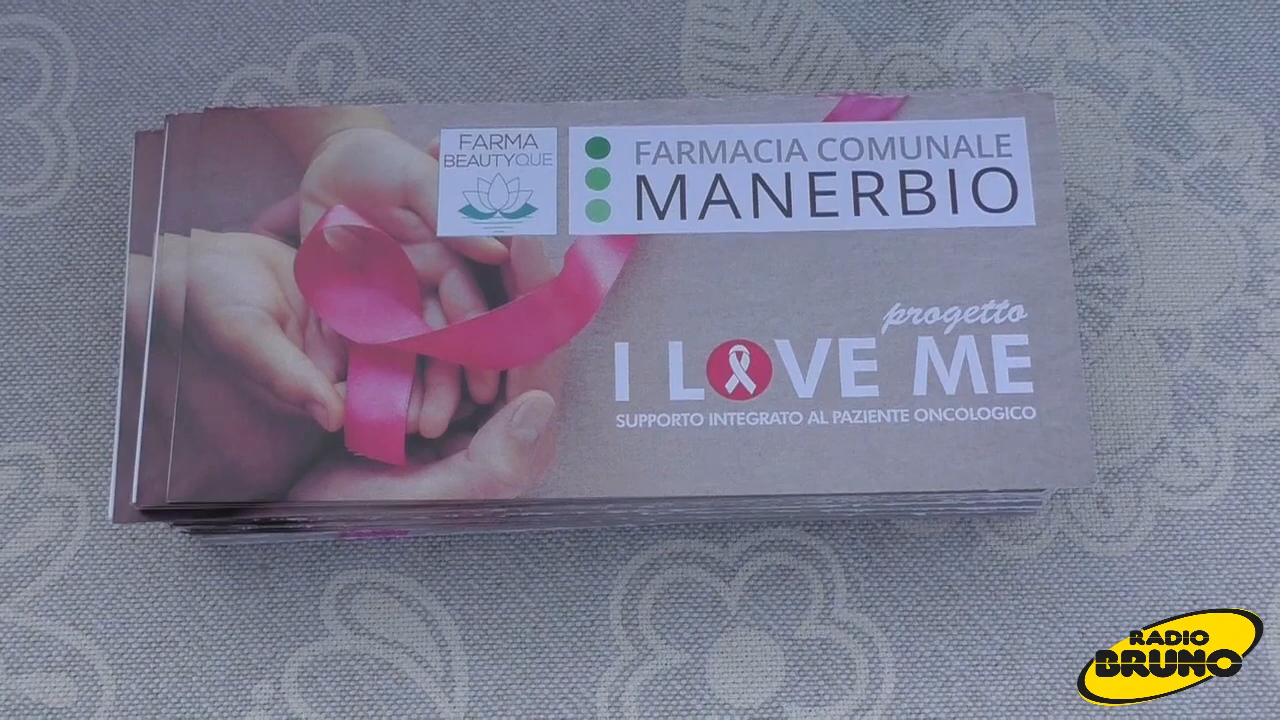 FARMA
BEAUTYQUE
FARMACIA COMUNALE
MANERBIO
progetto
I LOVE ME
SUPPORTO INTEGRATO AL PAZIENTE ONCOLOGICO
RADIO
BRUNO